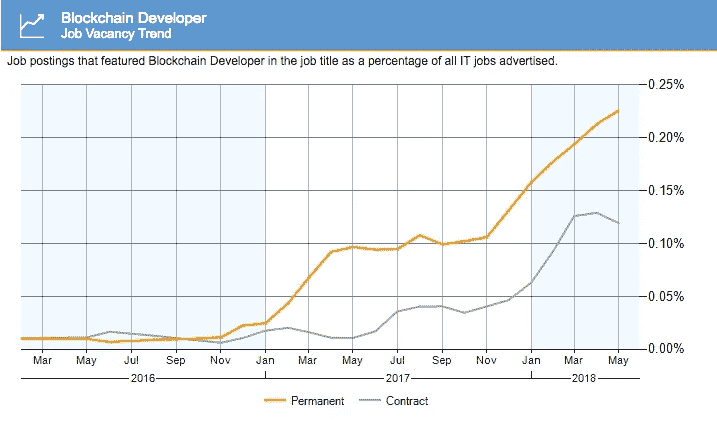 Blockchain Developer
Job Vacancy Trend
Job postings that featured Blockchain Developer in the job title as a percentage of all IT jobs advertised.
0.25%
0.20%
0.15%
0.10%
0.05%
0.00%
Mar May Jul Sep Nov Jan Mar May Jul Sep Nov Jan Mar May
2016 2017 2018
Permanent Contract